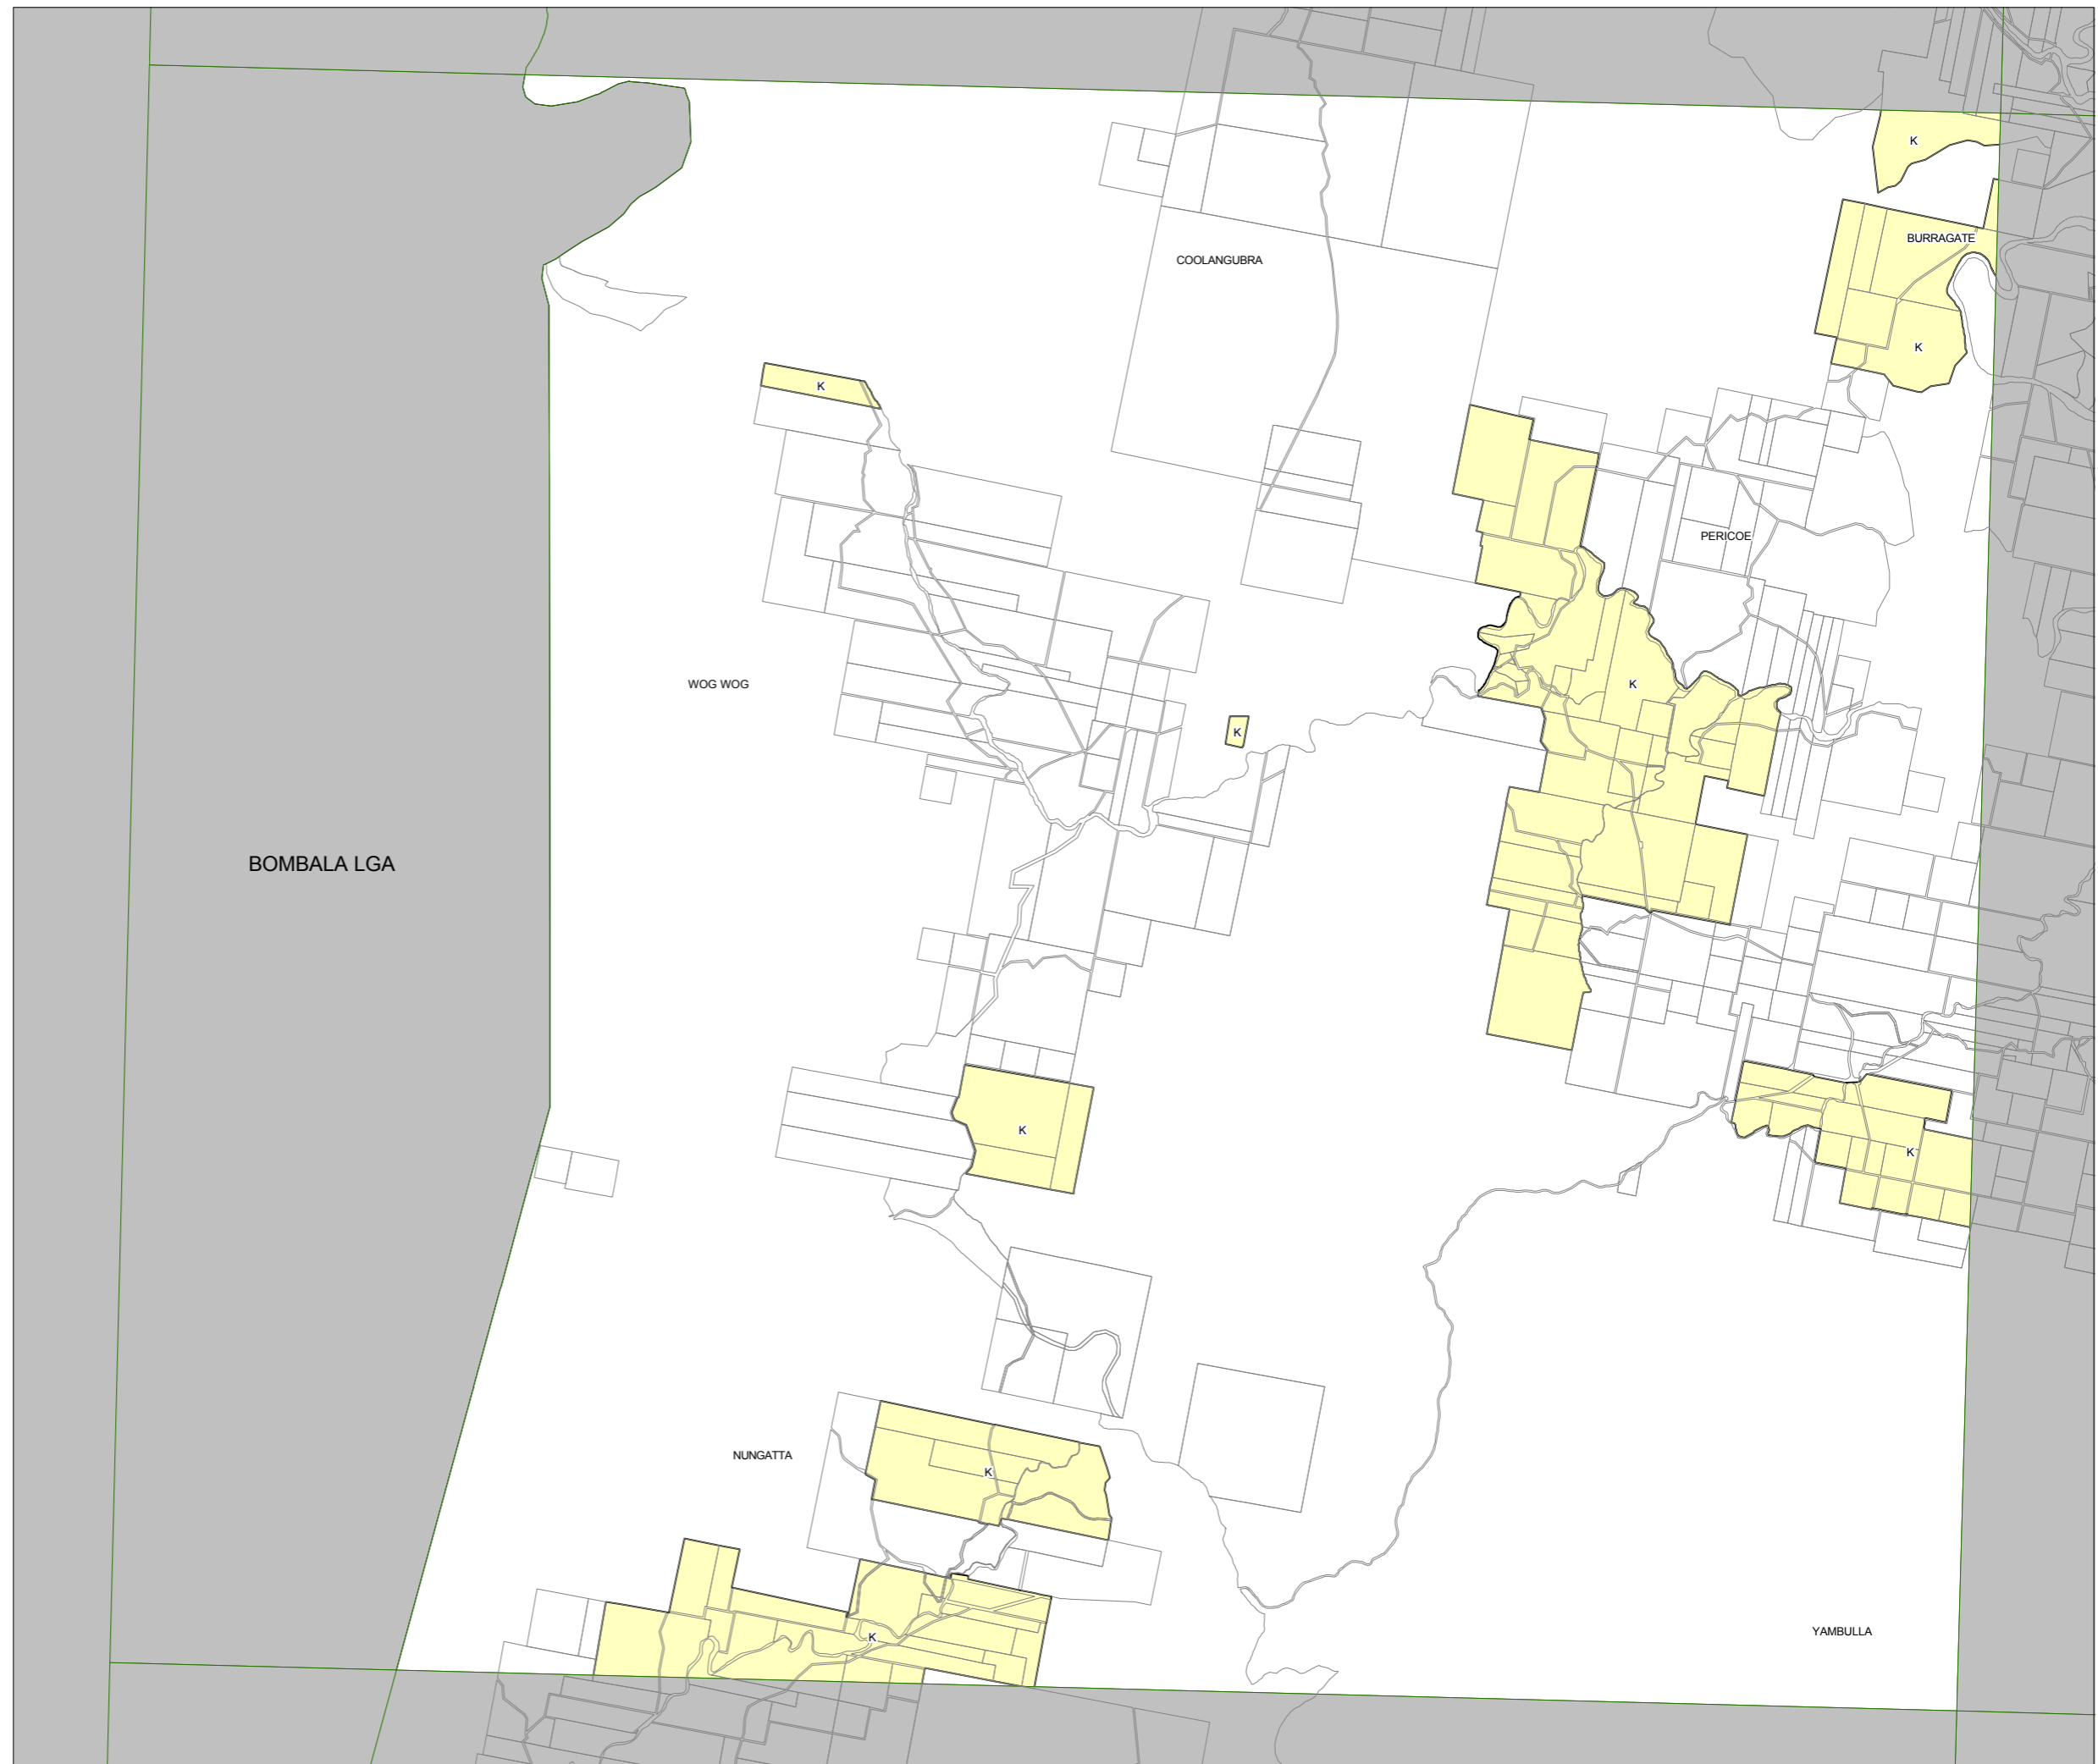 K
BURRAGATE
COOLANGUBRA
K
K
PERICOE
WOG WOG
K
K
BOMBALA LGA
K
K
NUNGATTA
K
YAMBULLA
K